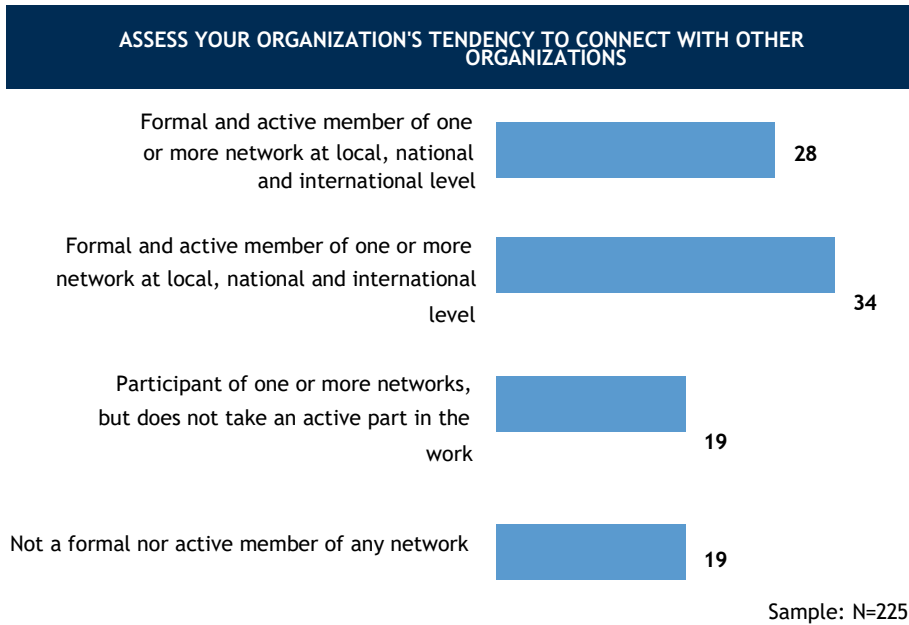 ASSESS YOUR ORGANIZATION'S TENDENCY TO CONNECT WITH OTHER
ORGANIZATIONS
Formal and active member of one
or more network at local, national
and international level
28
Formal and active member of one or more
network at local, national and international
level
34
Participant of one or more networks,
but does not take an active part in the
work
19
Not a formal nor active member of any network
19
Sample: N=225